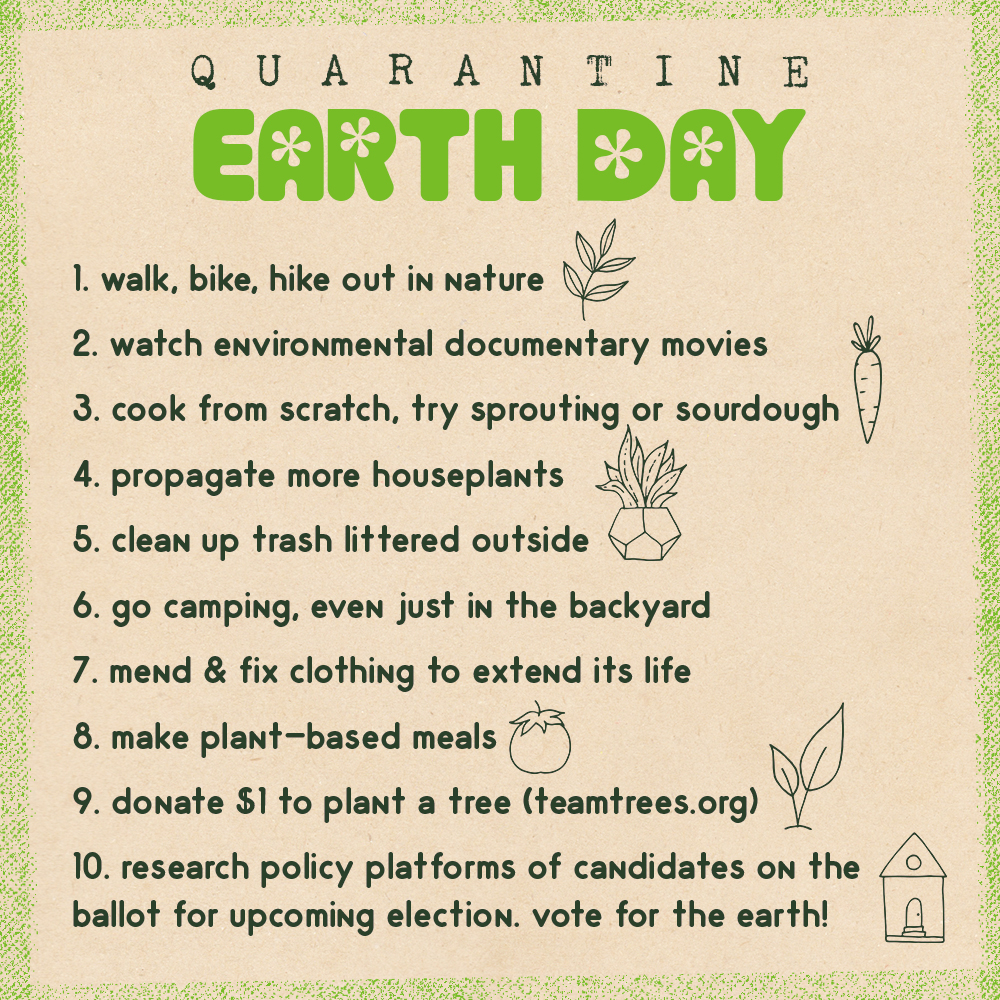 QUARANTINE
EARTH DAY
1. walk, bike, hike out in nature
2. watch environmental documentary movies
3. cook from scratch, try sprouting or sourdough
4. propagate more houseplants
5. clean up trash littered outside
6. go camping, even just in the backyard
7. mend & fix clothing to extend its life
8. make plant-based meals
9. donate $1 to plant a tree (teamtrees.org)
10. research policy platforms of candidates on the
ballot for upcoming election. vote for the earth!